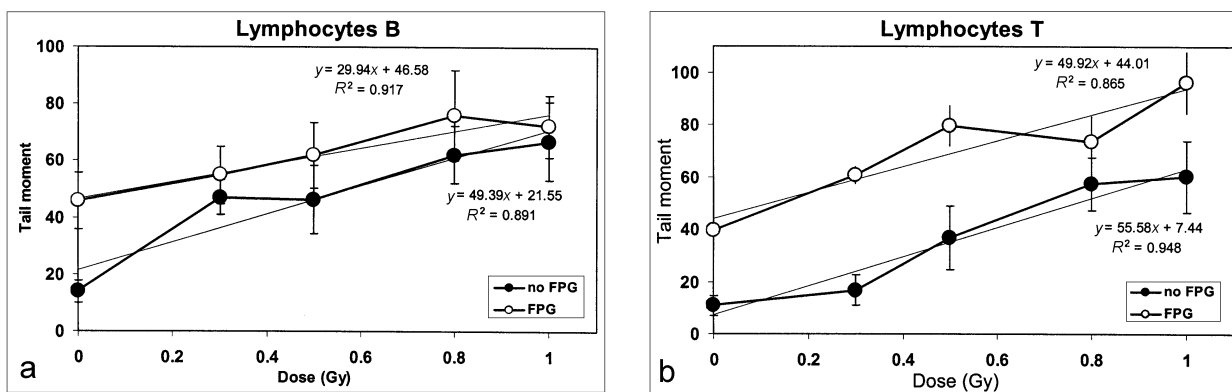 Lymphocytes B
100
80
60
40
20
0
Tail moment
y = 29.94x + 46.58
R² = 0.917
y = 49.39x + 21.55
R² = 0.891
no FPG
FPG
0 0.2 0.4 0.6 0.8 1
Dose (Gy)
a
Lymphocytes T
100
80
60
40
20
0
Tail moment
y = 49.92x + 44.01
R² = 0.865
y = 55.58x + 7.44
R² = 0.948
no FPG
FPG
0 0.2 0.4 0.6 0.8 1
Dose (Gy)
b